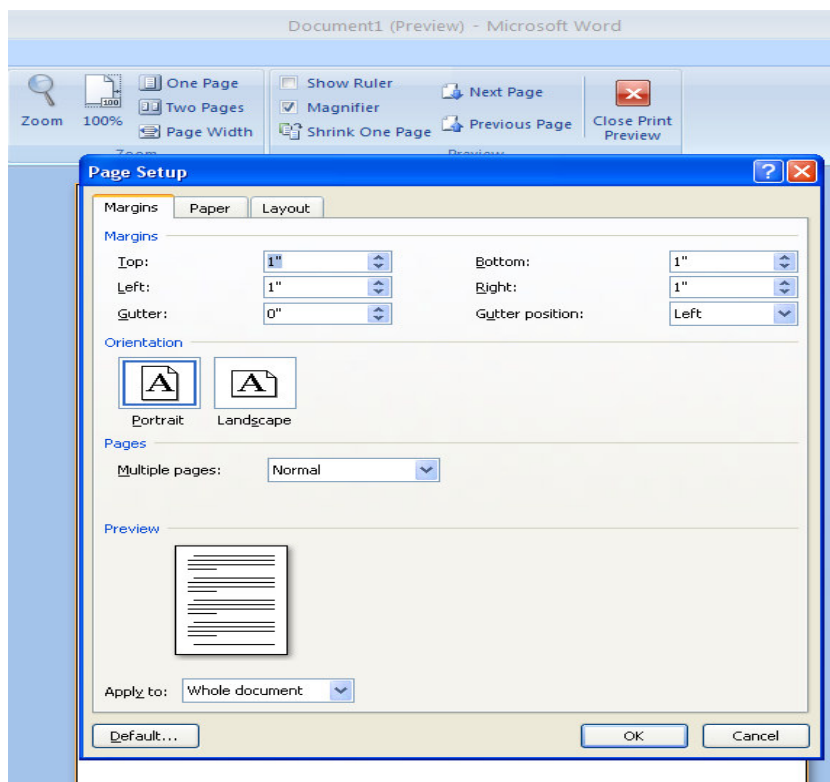 Document1 (Preview) - Microsoft Word
One Page Show Ruler Next Page
100 Two Pages Magnifier
Zoom 100% Page Width Shrink One Page Previous Page Close Print Preview
Zoom Preview
Page Setup
Margins Paper Layout
Margins
Top: 1" Bottom: 1"
Left: 1" Right: 1"
Gutter: 0" Gutter position: Left
Orientation
A A
Portrait Landscape
Pages
Multiple pages: Normal
Preview
Apply to: Whole document
Default... OK Cancel